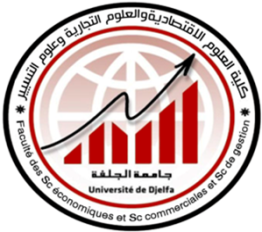 كلية العلوم الاقتصادية والعلوم التجارية وعلوم التسيير
جامعة الجلفة
Université de Djelfa
Faculté des Sc économiques et Sc commerciales et Sc de gestion